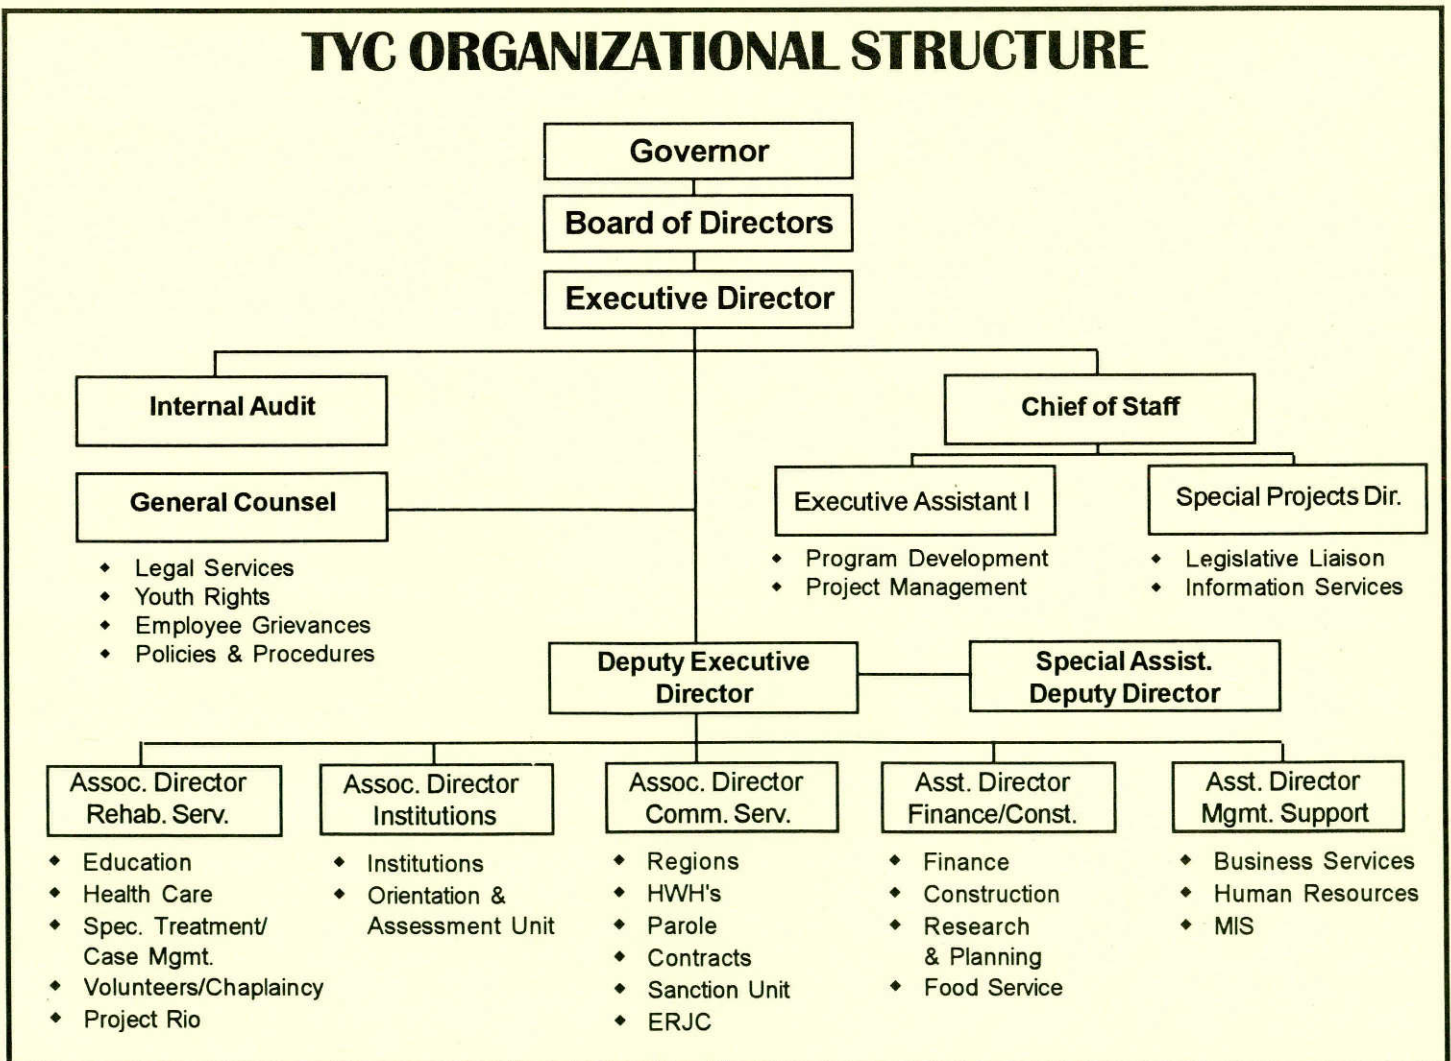 TYC ORGANIZATIONAL STRUCTURE
Governor
Board of Directors
Executive Director
Internal Audit
Chief of Staff
General Counsel
Executive Assistant I
Special Projects Dir.
Legal Services
Youth Rights
Employee Grievances
Policies & Procedures
Program Development
Project Management
Legislative Liaison
Information Services
Deputy Executive
Director
Special Assist.
Deputy Director
Assoc. Director
Rehab. Serv.
Education
Health Care
Spec. Treatment/
Case Mgmt.
Volunteers/Chaplaincy
Project Rio
Assoc. Director
Institutions
Institutions
Orientation &
Assessment Unit
Assoc. Director
Comm. Serv.
Regions
HWH's
Parole
Contracts
Sanction Unit
ERJC
Asst. Director
Finance/Const.
Finance
Construction
Research
& Planning
Food Service
Asst. Director
Mgmt. Support
Business Services
Human Resources
MIS